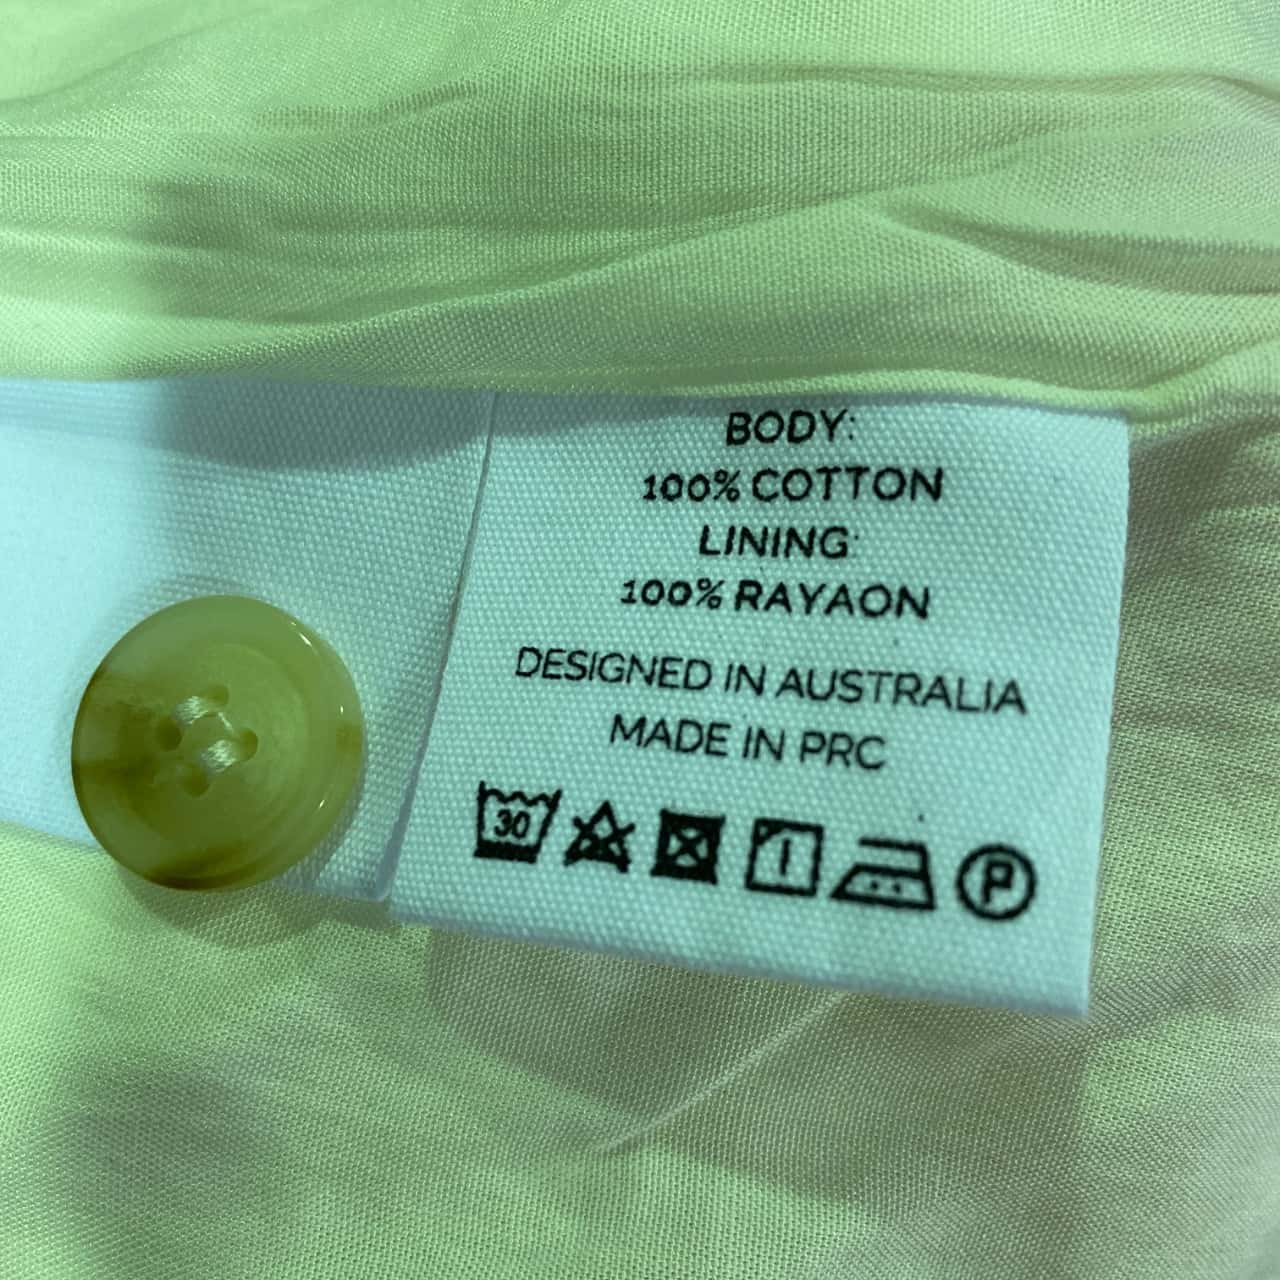 BODY:
100% COTTON
LINING:
100% RAYAON
DESIGNED IN AUSTRALIA
MADE IN PRC
30 P